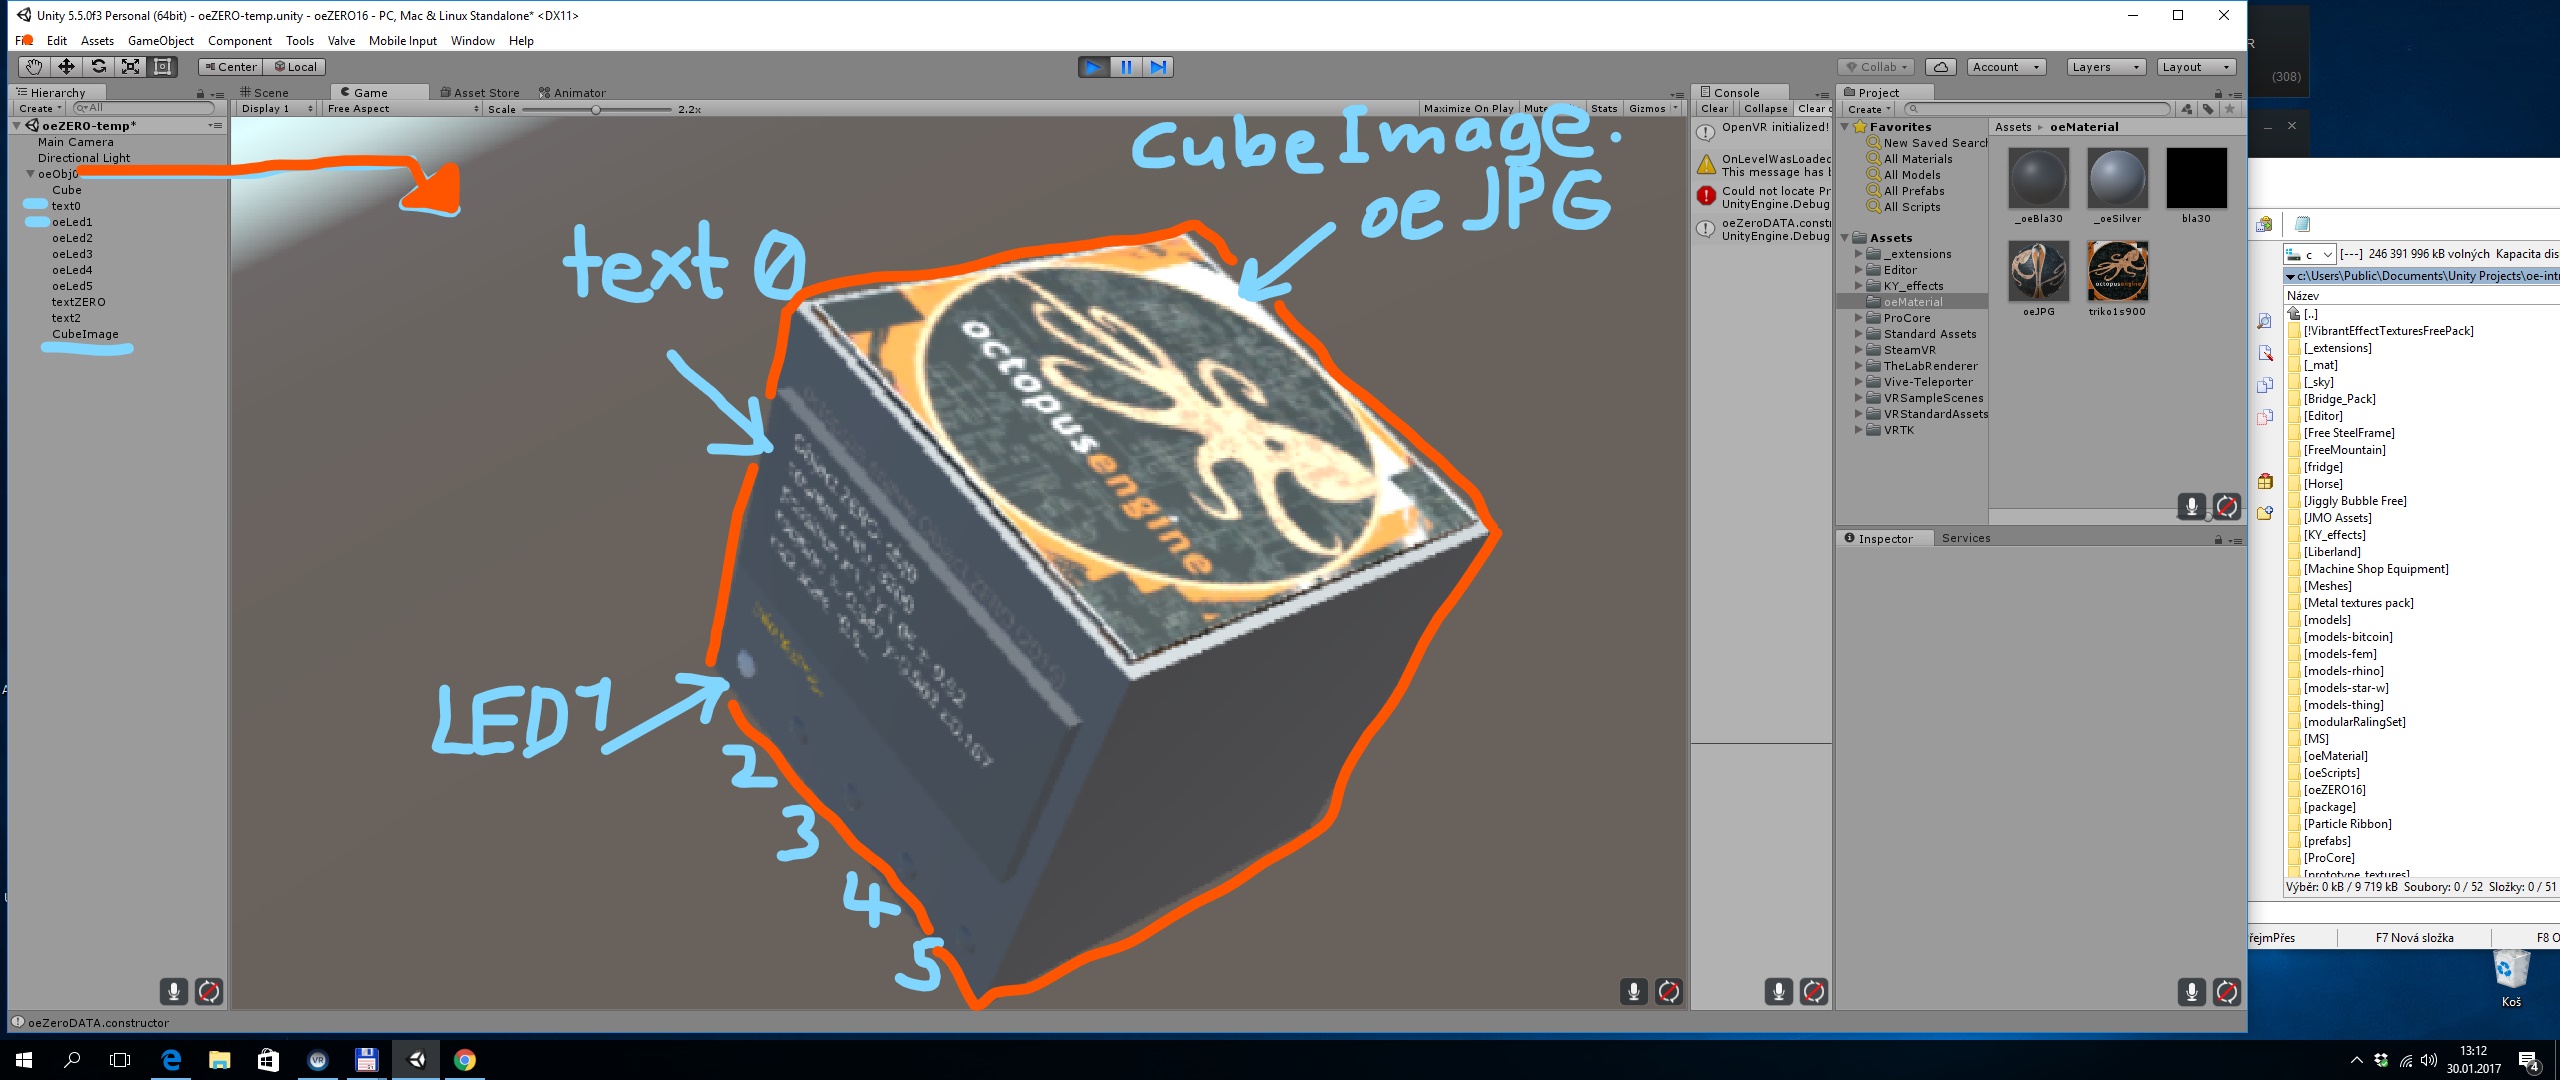 Unity 5.5.0f3 Personal (64bit) - oeZERO-temp.unity - oeZERO16 - PC, Mac & Linux Standalone* <DX11>
Edit Assets GameObject Component Tools Valve Mobile Input Window Help
Center Local
Collab Account Layers Layout
Hierarchy
Create All
oeZERO-temp*
Main Camera
Directional Light
oeObj0
Cube
text0
oeLed1
oeLed2
oeLed3
oeLed4
oeLed5
textZERO
text2
CubeImage
Scene Game Asset Store Animator
Display 1 Free Aspect Scale 2.2x Maximize On Play Mute Stats Gizmos
CubeImage.
oeJPG
text 0
LED 1
2
3
4
5
octopusengine
Console
Clear Collapse Clear o
OpenVR initialized!
OnLevelWasLoaded
This message has b
Could not locate Pr
UnityEngine.Debug
oeZeroDATA.constr
UnityEngine.Debug
Project
Create
Favorites
New Saved Search
All Materials
All Models
All Prefabs
All Scripts
Assets
_extensions
Editor
KY_effects
oeMaterial
ProCore
Standard Assets
SteamVR
TheLabRenderer
Vive-Teleporter
VRSampleScenes
VRStandardAssets
VRTK
Assets ▸ oeMaterial
_oeBla30 _oeSilver bla30
oeJPG triko1s900
octopusengine
Inspector Services
oeZeroDATA.constructor
R
(308)
c [---] 246 391 996 kB volných Kapacita dis
c:\Users\Public\Documents\Unity Projects\oe-int
Název
[..]
[!VibrantEffectTexturesFreePack]
[_extensions]
[_mat]
[_sky]
[Bridge_Pack]
[Editor]
[Free SteelFrame]
[FreeMountain]
[fridge]
[Horse]
[Jiggly Bubble Free]
[JMO Assets]
[KY_effects]
[Liberland]
[Machine Shop Equipment]
[Meshes]
[Metal textures pack]
[models]
[models-bitcoin]
[models-fem]
[models-rhino]
[models-star-w]
[models-thing]
[modularRalingSet]
[MS]
[oeMaterial]
[oeScripts]
[oeZERO16]
[package]
[Particle Ribbon]
[prefabs]
[ProCore]
[prototype_textures]
Výběr: 0 kB / 9 719 kB Soubory: 0 / 52 Složky: 0 / 51
řejmPřes F7 Nová složka F8 O
Koš
VR
13:12
30.01.2017
4